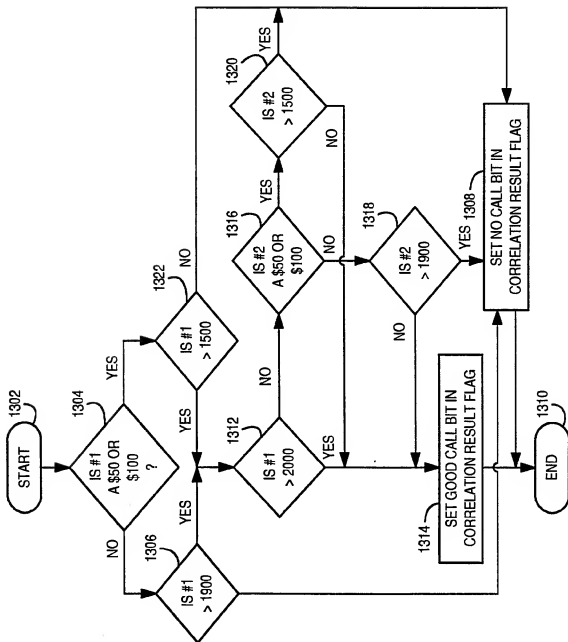 START
1302
IS #1
A $50 OR
$100
?
1304
NO
YES
IS #1
> 1900
1306
YES
IS #1
> 1500
1322
NO
YES
IS #1
> 2000
1312
NO
YES
IS #2
A $50 OR
$100
1316
YES
NO
IS #2
> 1500
1320
YES
NO
IS #2
> 1900
1318
NO
YES
SET GOOD CALL BIT IN
CORRELATION RESULT FLAG
1314
SET NO CALL BIT IN
CORRELATION RESULT FLAG
1308
END
1310